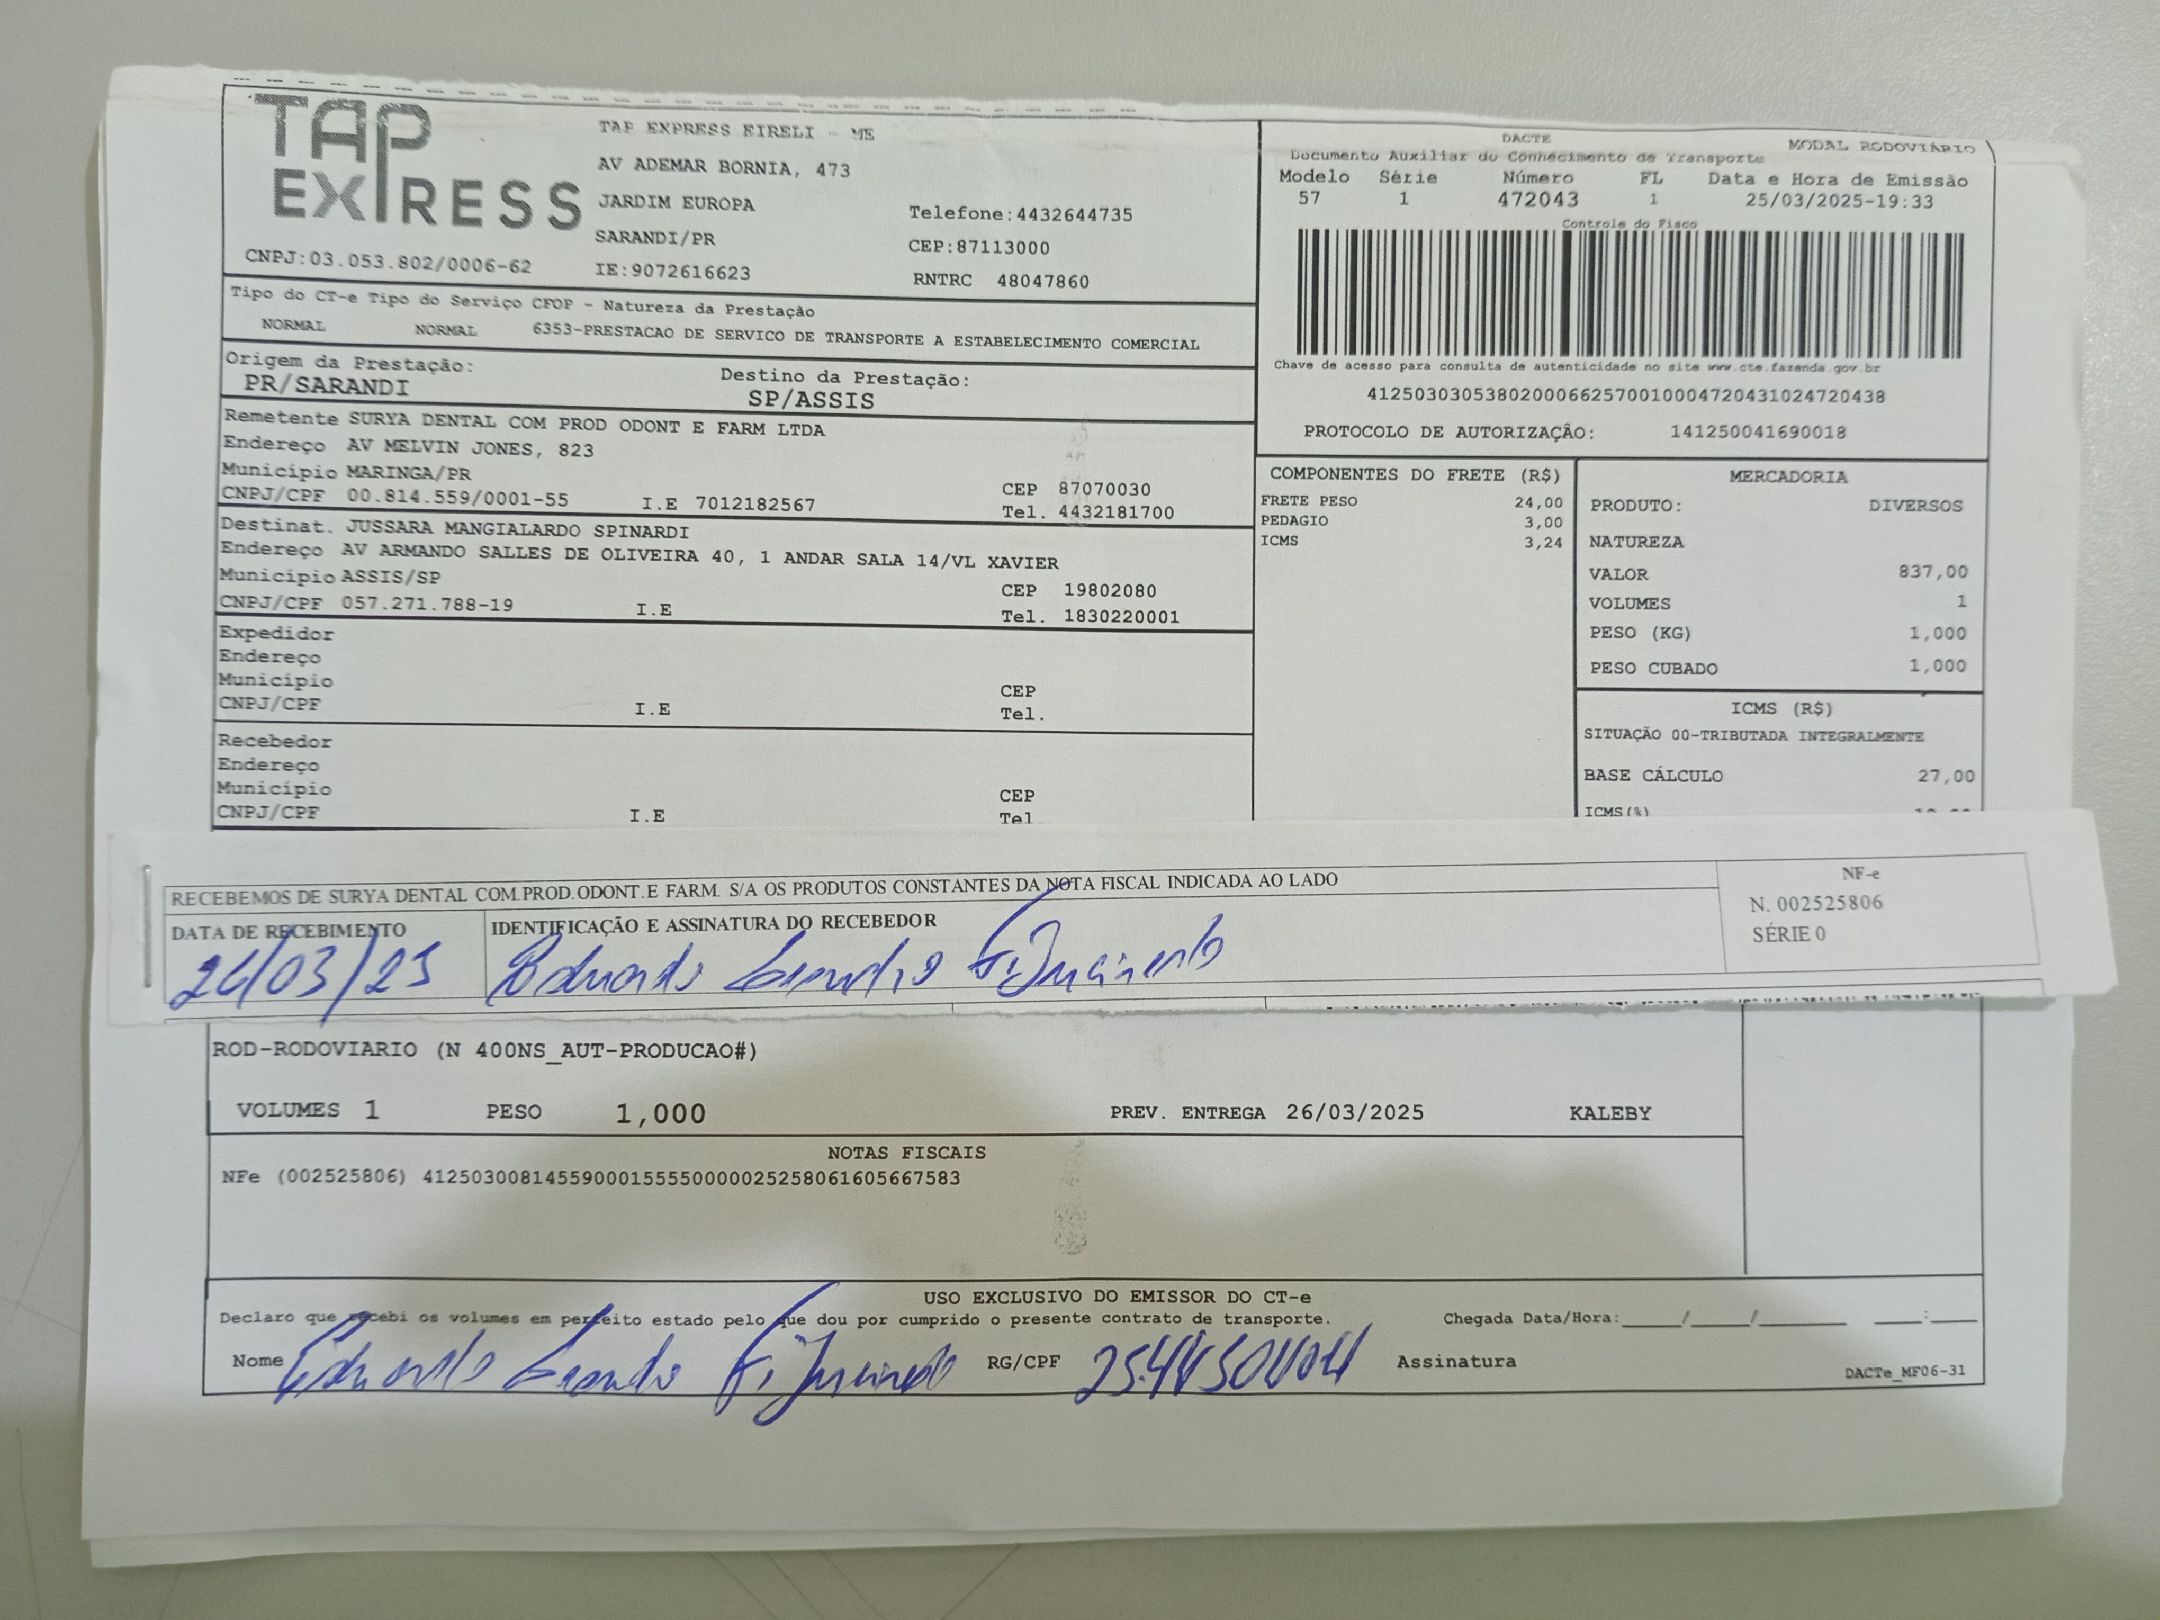 TAP EXPRESS
TAP EXPRESS EIRELI - ME
AV ADEMAR BORNIA, 473
JARDIM EUROPA
SARANDI/PR
IE:9072616623
Telefone:4432644735
CEP:87113000
RNTRC 48047860
CNPJ:03.053.802/0006-62
Tipo do CT-e Tipo do Serviço CFOP - Natureza da Prestação
NORMAL NORMAL 6353-PRESTACAO DE SERVICO DE TRANSPORTE A ESTABELECIMENTO COMERCIAL
Origem da Prestação: Destino da Prestação:
PR/SARANDI SP/ASSIS
Remetente SURYA DENTAL COM PROD ODONT E FARM LTDA
Endereço AV MELVIN JONES, 823
Município MARINGA/PR CEP 87070030
CNPJ/CPF 00.814.559/0001-55 I.E 7012182567 Tel. 4432181700
Destinat. JUSSARA MANGIALARDO SPINARDI
Endereço AV ARMANDO SALLES DE OLIVEIRA 40, 1 ANDAR SALA 14/VL XAVIER
Município ASSIS/SP CEP 19802080
CNPJ/CPF 057.271.788-19 I.E Tel. 1830220001
Expedidor
Endereço
Município CEP
CNPJ/CPF I.E Tel.
Recebedor
Endereço
Município CEP
CNPJ/CPF I.E Tel
DACTE MODAL RODOVIÁRIO
Documento Auxiliar do Conhecimento de Transporte
Modelo Série Número FL Data e Hora de Emissão
57 1 472043 1 25/03/2025-19:33
Controle do Fisco
Chave de acesso para consulta de autenticidade no site www.cte.fazenda.gov.br
41250303053802000662570010004720431024720438
PROTOCOLO DE AUTORIZAÇÂO: 141250041690018
COMPONENTES DO FRETE (R$)
FRETE PESO 24,00
PEDAGIO 3,00
ICMS 3,24
MERCADORIA
PRODUTO: DIVERSOS
NATUREZA
VALOR 837,00
VOLUMES 1
PESO (KG) 1,000
PESO CUBADO 1,000
ICMS (R$)
SITUAÇÃO 00-TRIBUTADA INTEGRALMENTE
BASE CÁLCULO 27,00
ICMS(%)
RECEBEMOS DE SURYA DENTAL COM.PROD.ODONT.E FARM. S/A OS PRODUTOS CONSTANTES DA NOTA FISCAL INDICADA AO LADO
NF-e
N. 002525806
SÉRIE 0
DATA DE RECEBIMENTO IDENTIFICAÇÃO E ASSINATURA DO RECEBEDOR
26/03/25 Eduardo
ROD-RODOVIARIO (N 400NS_AUT-PRODUCAO#)
VOLUMES 1 PESO 1,000 PREV. ENTREGA 26/03/2025 KALEBY
NOTAS FISCAIS
NFe (002525806) 41250300814559000155550000025258061605667583
USO EXCLUSIVO DO EMISSOR DO CT-e
Declaro que recebi os volumes em perfeito estado pelo que dou por cumprido o presente contrato de transporte. Chegada Data/Hora:____/____/______ ___:___
Nome Eduardo RG/CPF Assinatura
DACTe_MF06-31